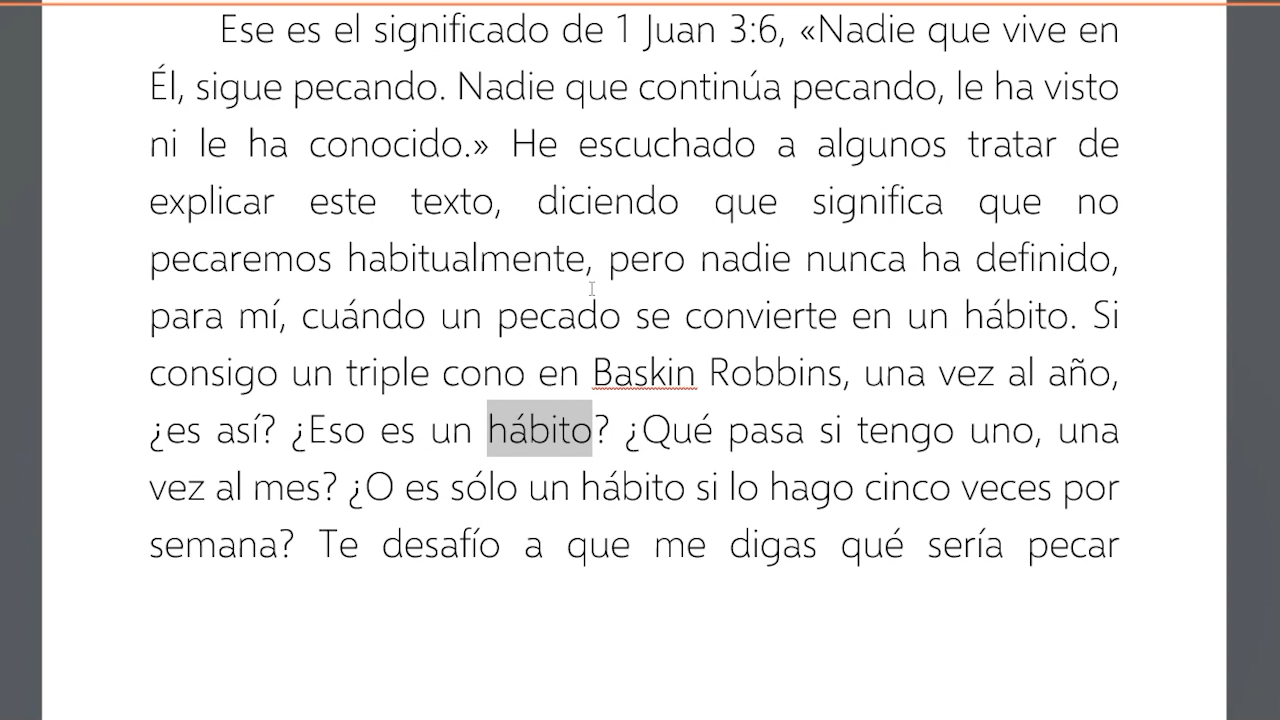 Ese es el significado de 1 Juan 3:6, «Nadie que vive en
Él, sigue pecando. Nadie que continúa pecando, le ha visto
ni le ha conocido.» He escuchado a algunos tratar de
explicar este texto, diciendo que significa que no
pecaremos habitualmente, pero nadie nunca ha definido,
para mí, cuándo un pecado se convierte en un hábito. Si
consigo un triple cono en Baskin Robbins, una vez al año,
¿es así? ¿Eso es un hábito? ¿Qué pasa si tengo uno, una
vez al mes? ¿O es sólo un hábito si lo hago cinco veces por
semana? Te desafío a que me digas qué sería pecar